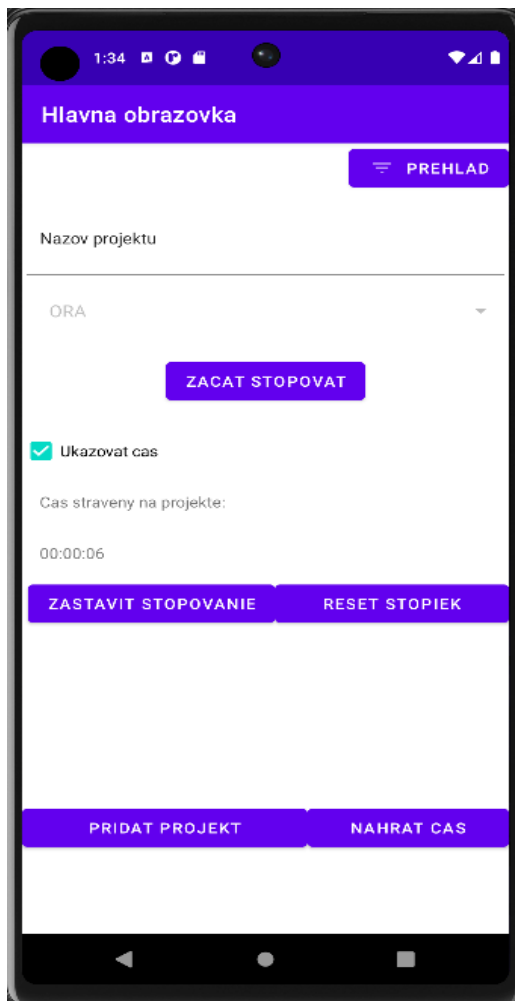 1:34
Hlavna obrazovka
PREHLAD
Nazov projektu
ORA
ZACAT STOPOVAT
Ukazovat cas
Cas straveny na projekte:
00:00:06
ZASTAVIT STOPOVANIE RESET STOPIEK
PRIDAT PROJEKT NAHRAT CAS